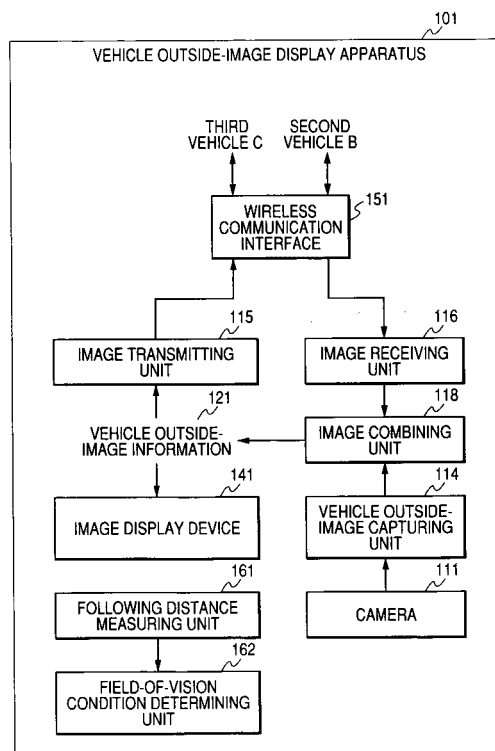 101
VEHICLE OUTSIDE-IMAGE DISPLAY APPARATUS
THIRD
VEHICLE C
SECOND
VEHICLE B
151
WIRELESS
COMMUNICATION
INTERFACE
115
IMAGE TRANSMITTING
UNIT
116
IMAGE RECEIVING
UNIT
121
VEHICLE OUTSIDE-
IMAGE INFORMATION
118
IMAGE COMBINING
UNIT
141
IMAGE DISPLAY DEVICE
114
VEHICLE OUTSIDE-
IMAGE CAPTURING
UNIT
161
FOLLOWING DISTANCE
MEASURING UNIT
111
CAMERA
162
FIELD-OF-VISION
CONDITION DETERMINING
UNIT